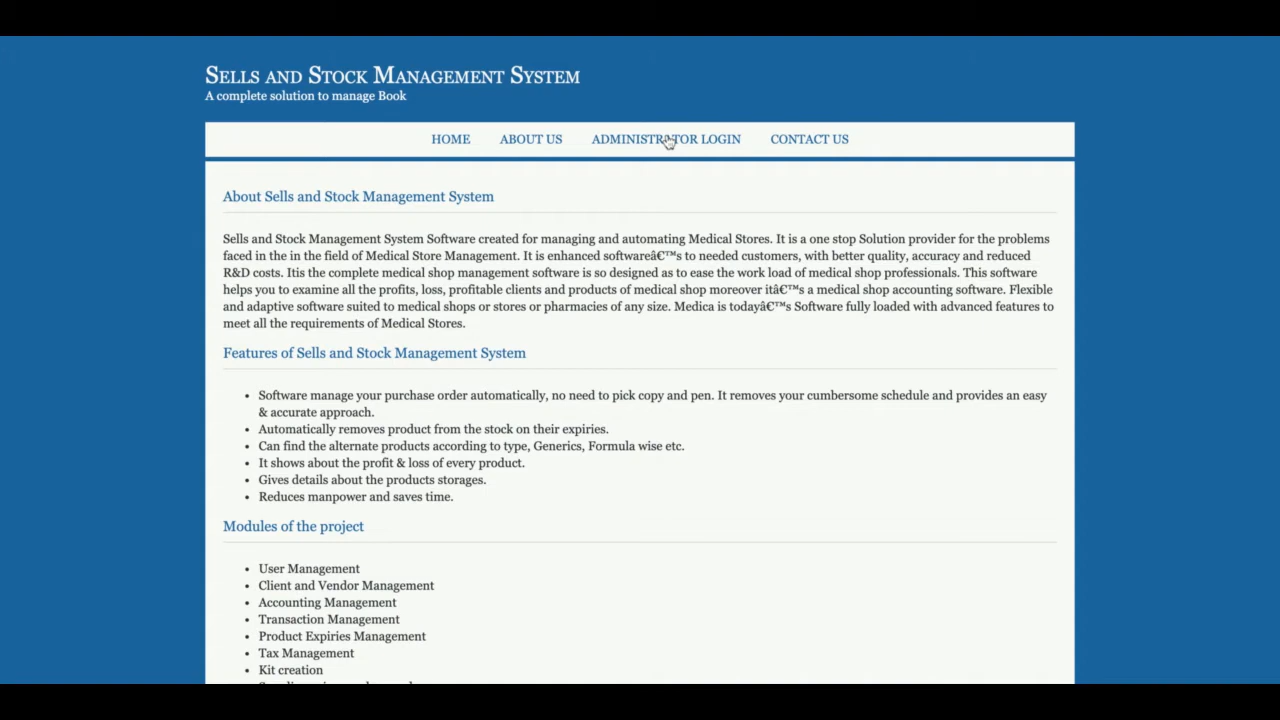 Sells and Stock Management System
A complete solution to manage Book
HOME ABOUT US ADMINISTRATOR LOGIN CONTACT US
About Sells and Stock Management System
Sells and Stock Management System Software created for managing and automating Medical Stores. It is a one stop Solution provider for the problems
faced in the in the field of Medical Store Management. It is enhanced softwareâ€™s to needed customers, with better quality, accuracy and reduced
R&D costs. Itis the complete medical shop management software is so designed as to ease the work load of medical shop professionals. This software
helps you to examine all the profits, loss, profitable clients and products of medical shop moreover itâ€™s a medical shop accounting software. Flexible
and adaptive software suited to medical shops or stores or pharmacies of any size. Medica is todayâ€™s Software fully loaded with advanced features to
meet all the requirements of Medical Stores.
Features of Sells and Stock Management System
• Software manage your purchase order automatically, no need to pick copy and pen. It removes your cumbersome schedule and provides an easy
& accurate approach.
• Automatically removes product from the stock on their expiries.
• Can find the alternate products according to type, Generics, Formula wise etc.
• It shows about the profit & loss of every product.
• Gives details about the products storages.
• Reduces manpower and saves time.
Modules of the project
• User Management
• Client and Vendor Management
• Accounting Management
• Transaction Management
• Product Expiries Management
• Tax Management
• Kit creation